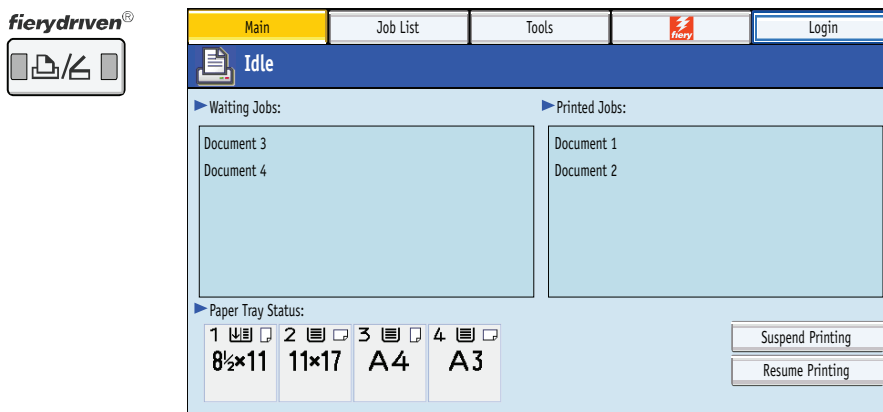 fierydriven®
Main
Job List
Tools
fiery
Login
Idle
Waiting Jobs:
Printed Jobs:
Document 3
Document 4
Document 1
Document 2
Paper Tray Status:
1 2 3 4
8½×11 11×17 A4 A3
Suspend Printing
Resume Printing